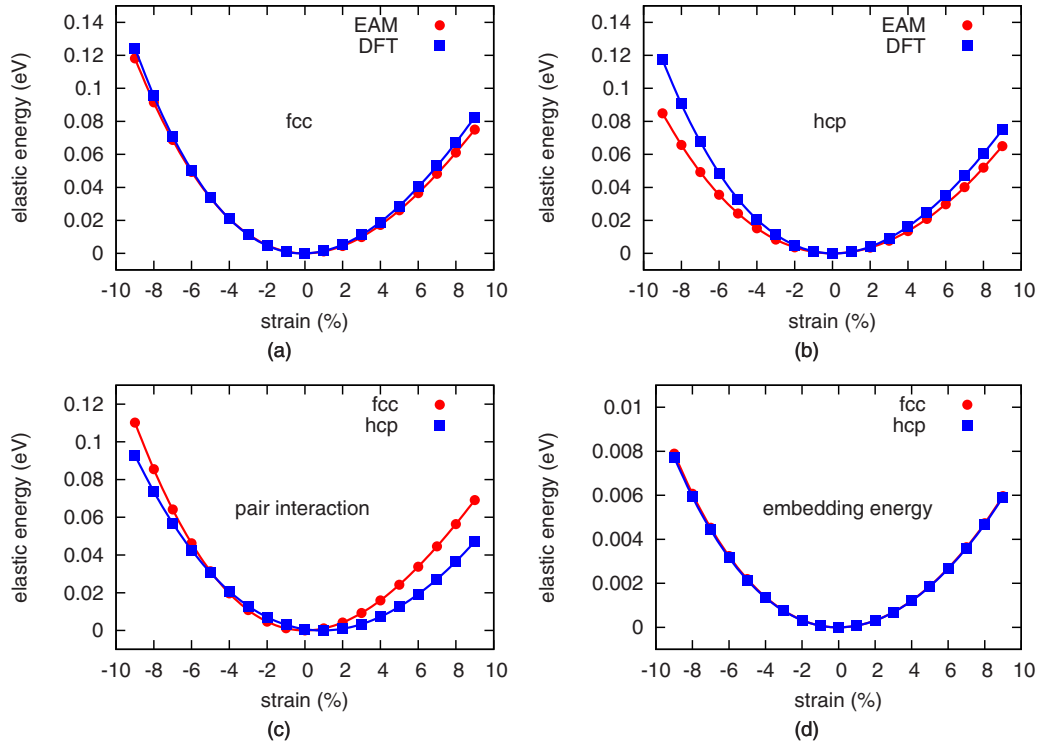 0.14
0.12
0.1
0.08
0.06
0.04
0.02
0
elastic energy (eV)
EAM
DFT
fcc
-10 -8 -6 -4 -2 0 2 4 6 8 10
strain (%)
(a)
0.14
0.12
0.1
0.08
0.06
0.04
0.02
0
elastic energy (eV)
EAM
DFT
hcp
-10 -8 -6 -4 -2 0 2 4 6 8 10
strain (%)
(b)
0.12
0.1
0.08
0.06
0.04
0.02
0
elastic energy (eV)
fcc
hcp
pair interaction
-10 -8 -6 -4 -2 0 2 4 6 8 10
strain (%)
(c)
0.01
0.008
0.006
0.004
0.002
0
elastic energy (eV)
fcc
hcp
embedding energy
-10 -8 -6 -4 -2 0 2 4 6 8 10
strain (%)
(d)